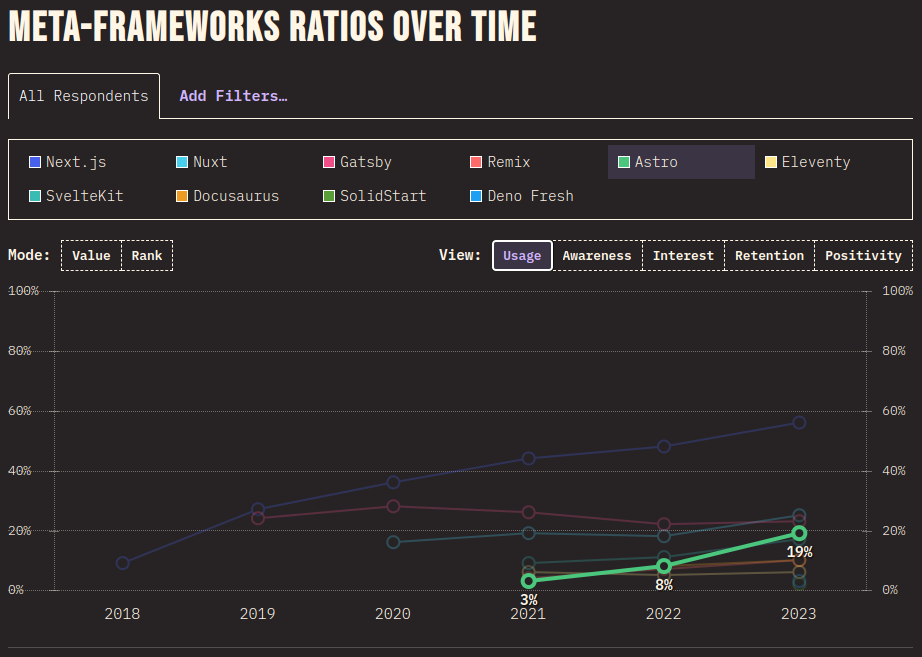 META-FRAMEWORKS RATIOS OVER TIME
All Respondents Add Filters…
Next.js Nuxt Gatsby Remix Astro Eleventy
SvelteKit Docusaurus SolidStart Deno Fresh
Mode: Value Rank View: Usage Awareness Interest Retention Positivity
100% 100%
80% 80%
60% 60%
40% 40%
20% 20%
19%
0% 8% 0%
3%
2018 2019 2020 2021 2022 2023